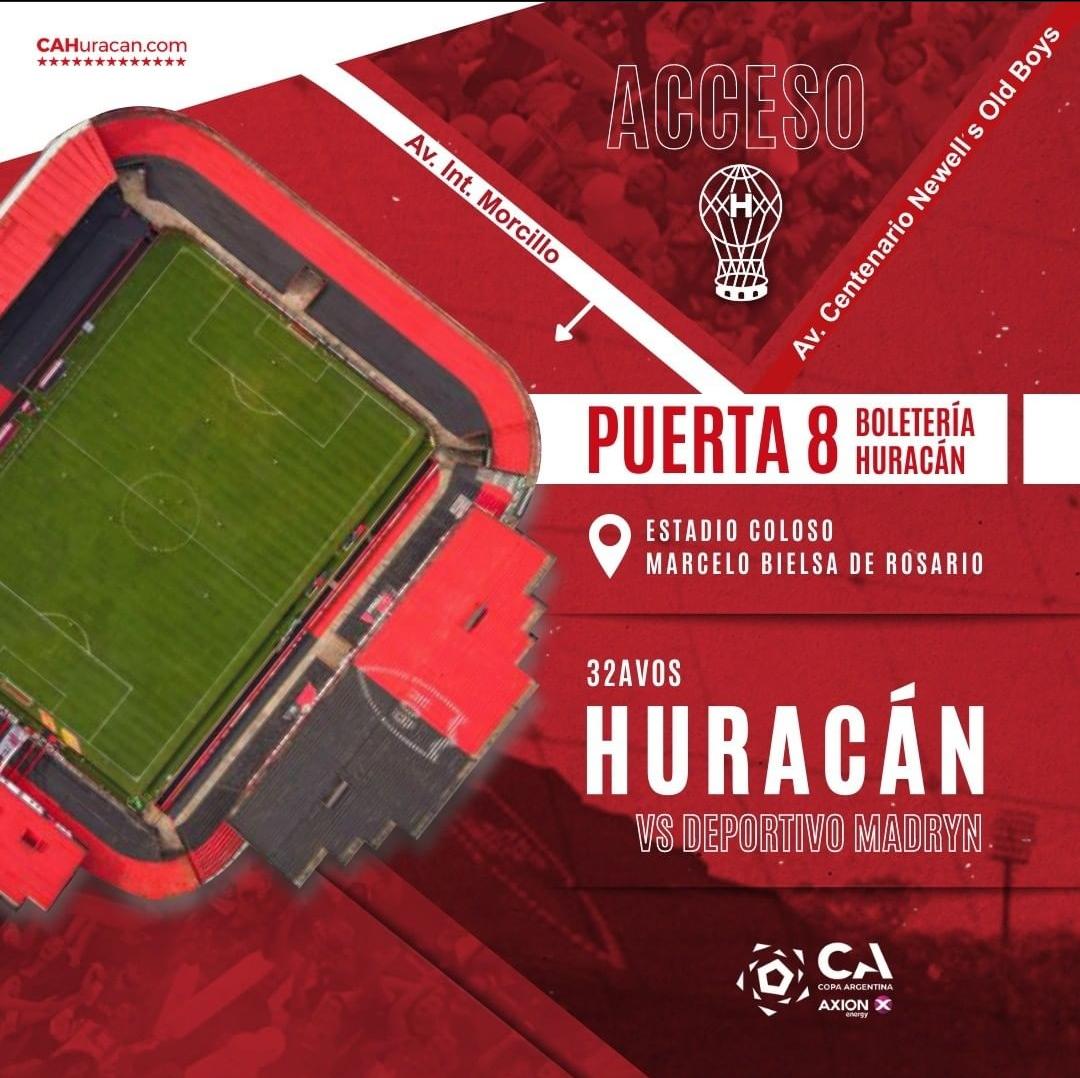 CAHuracan.com
ACCESO
Av. Int. Morcillo
Av. Centenario Newell´s Old Boys
H
PUERTA 8
BOLETERÍA
HURACÁN
ESTADIO COLOSO
MARCELO BIELSA DE ROSARIO
32AVOS
HURACÁN
VS DEPORTIVO MADRYN
CA
COPA ARGENTINA
AXION X
energy